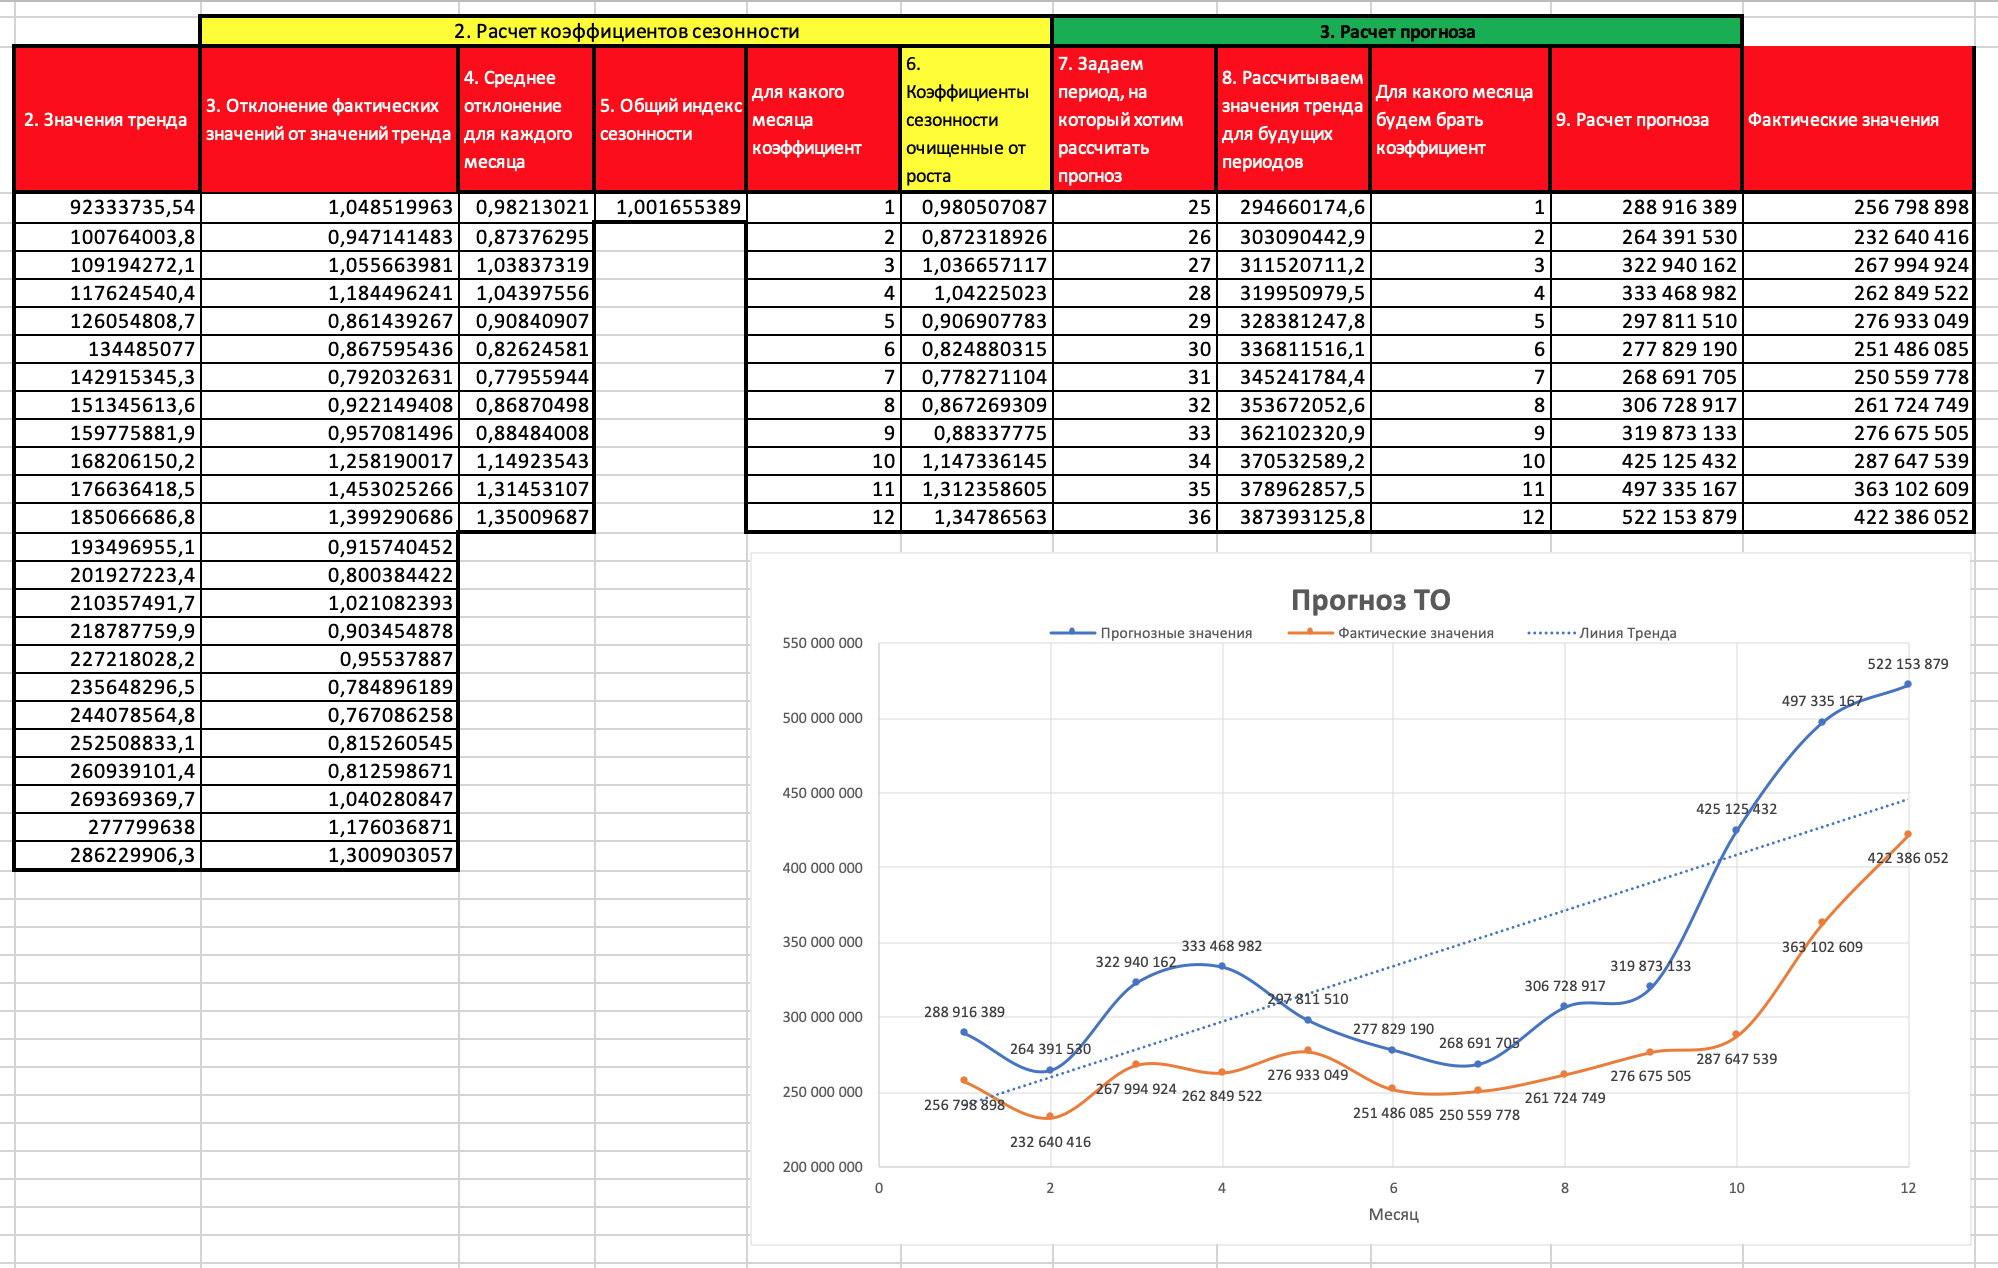 2. Расчет коэффициентов сезонности
3. Расчет прогноза
2. Значения тренда
3. Отклонение фактических
значений от значений тренда
4. Среднее
отклонение
для каждого
месяца
5. Общий индекс
сезонности
для какого
месяца
коэффициент
6.
Коэффициенты
сезонности
очищенные от
роста
7. Задаем
период, на
который хотим
рассчитать
прогноз
8. Рассчитываем
значения тренда
для будущих
периодов
Для какого месяца
будем брать
коэффициент
9. Расчет прогноза
Фактические значения
92333735,54 1,048519963 0,98213021 1,001655389 1 0,980507087 25 294660174,6 1 288 916 389 256 798 898
100764003,8 0,947141483 0,87376295 2 0,872318926 26 303090442,9 2 264 391 530 232 640 416
109194272,1 1,055663981 1,03837319 3 1,036657117 27 311520711,2 3 322 940 162 267 994 924
117624540,4 1,184496241 1,04397556 4 1,04225023 28 319950979,5 4 333 468 982 262 849 522
126054808,7 0,861439267 0,90840907 5 0,906907783 29 328381247,8 5 297 811 510 276 933 049
134485077 0,867595436 0,82624581 6 0,824880315 30 336811516,1 6 277 829 190 251 486 085
142915345,3 0,792032631 0,77955944 7 0,778271104 31 345241784,4 7 268 691 705 250 559 778
151345613,6 0,922149408 0,86870498 8 0,867269309 32 353672052,6 8 306 728 917 261 724 749
159775881,9 0,957081496 0,88484008 9 0,88337775 33 362102320,9 9 319 873 133 276 675 505
168206150,2 1,258190017 1,14923543 10 1,147336145 34 370532589,2 10 425 125 432 287 647 539
176636418,5 1,453025266 1,31453107 11 1,312358605 35 378962857,5 11 497 335 167 363 102 609
185066686,8 1,399290686 1,35009687 12 1,34786563 36 387393125,8 12 522 153 879 422 386 052
193496955,1 0,915740452
201927223,4 0,800384422
210357491,7 1,021082393
218787759,9 0,903454878
227218028,2 0,95537887
235648296,5 0,784896189
244078564,8 0,767086258
252508833,1 0,815260545
260939101,4 0,812598671
269369369,7 1,040280847
277799638 1,176036871
286229906,3 1,300903057
Прогноз ТО
Прогнозные значения Фактические значения Линия Тренда
550 000 000
500 000 000
450 000 000
400 000 000
350 000 000
300 000 000
250 000 000
200 000 000
522 153 879
497 335 167
425 125 432
422 386 052
363 102 609
333 468 982
322 940 162
319 873 133
306 728 917
297 811 510
288 916 389
277 829 190
268 691 705
264 391 530
287 647 539
276 933 049
276 675 505
267 994 924
262 849 522
261 724 749
256 798 898
251 486 085
250 559 778
232 640 416
0 2 4 6 8 10 12
Месяц